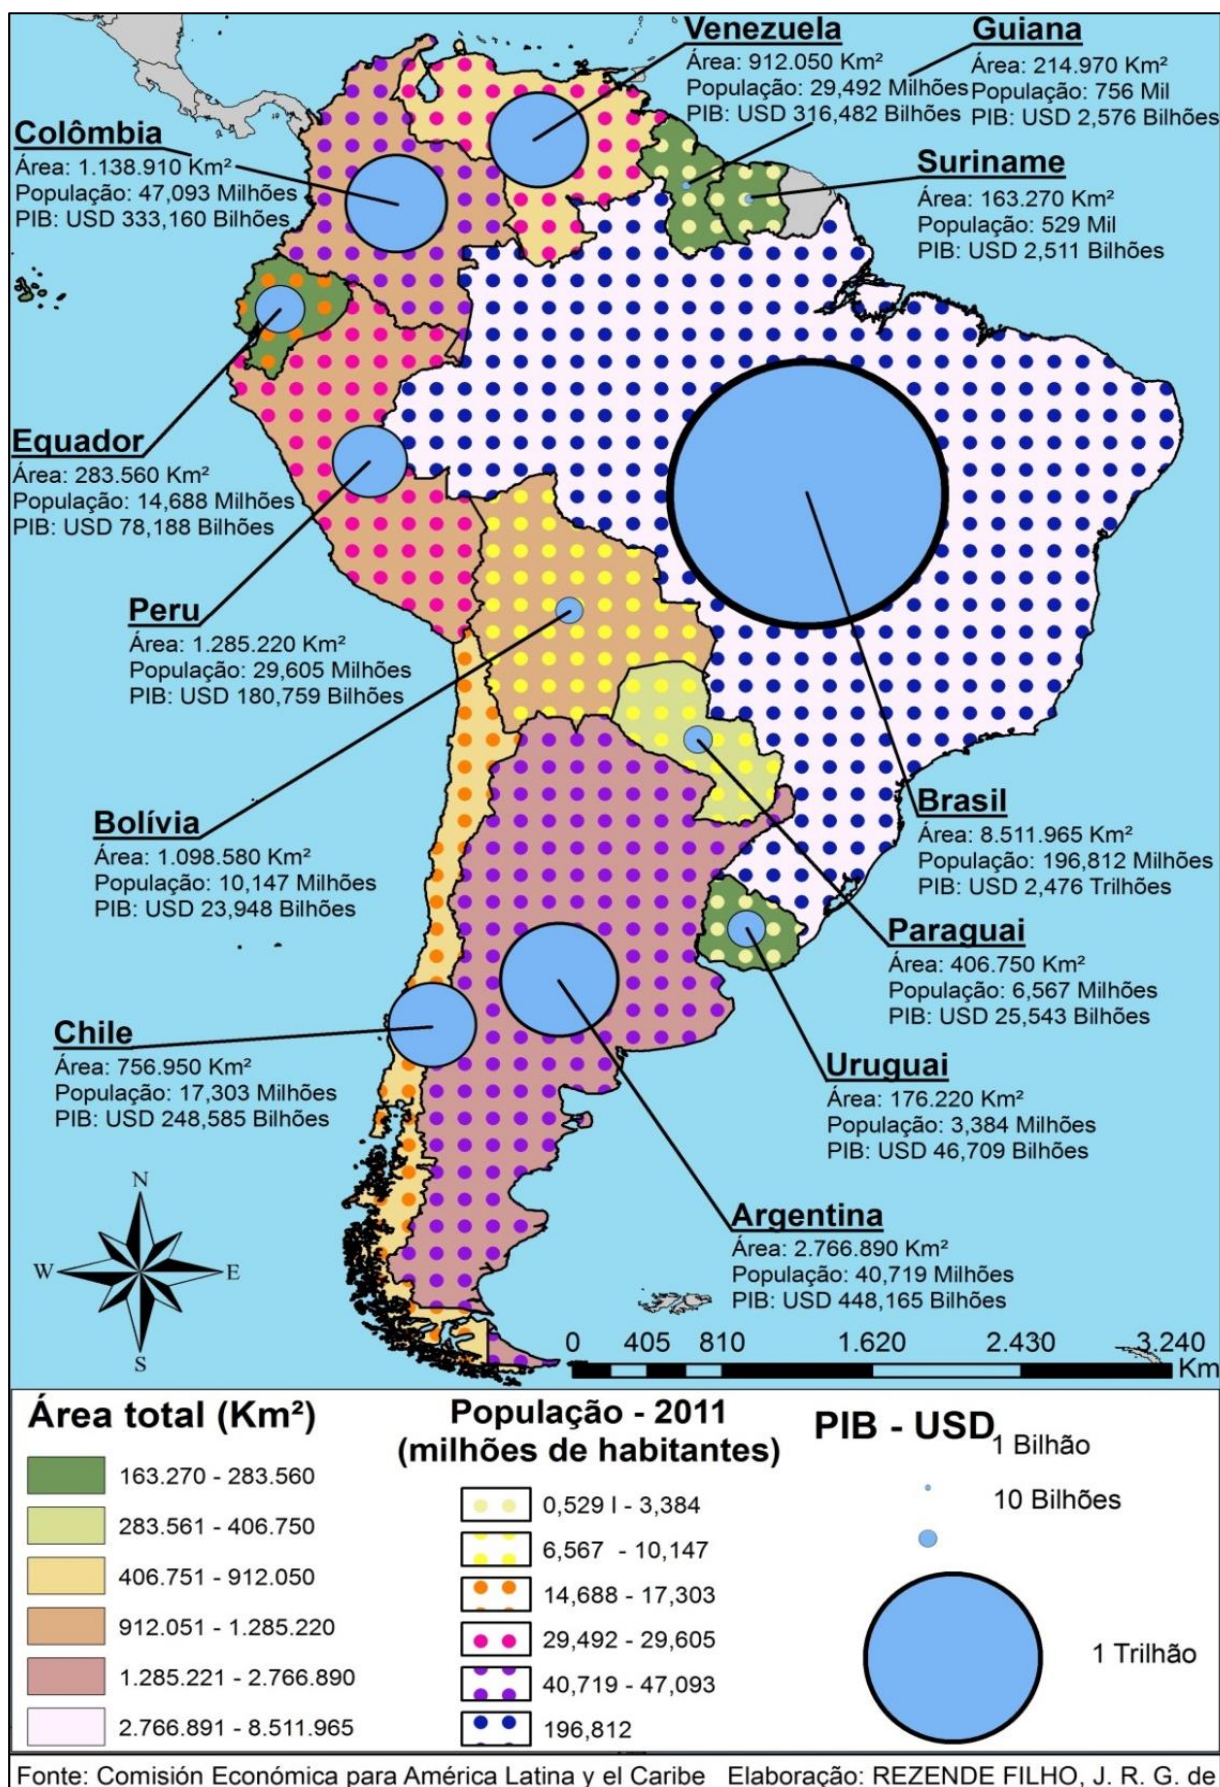 Venezuela
Área: 912.050 Km²
População: 29,492 Milhões
PIB: USD 316,482 Bilhões
Guiana
Área: 214.970 Km²
População: 756 Mil
PIB: USD 2,576 Bilhões
Colômbia
Área: 1.138.910 Km²
População: 47,093 Milhões
PIB: USD 333,160 Bilhões
Suriname
Área: 163.270 Km²
População: 529 Mil
PIB: USD 2,511 Bilhões
Equador
Área: 283.560 Km²
População: 14,688 Milhões
PIB: USD 78,188 Bilhões
Peru
Área: 1.285.220 Km²
População: 29,605 Milhões
PIB: USD 180,759 Bilhões
Bolívia
Área: 1.098.580 Km²
População: 10,147 Milhões
PIB: USD 23,948 Bilhões
Brasil
Área: 8.511.965 Km²
População: 196,812 Milhões
PIB: USD 2,476 Trilhões
Paraguai
Área: 406.750 Km²
População: 6,567 Milhões
PIB: USD 25,543 Bilhões
Chile
Área: 756.950 Km²
População: 17,303 Milhões
PIB: USD 248,585 Bilhões
Uruguai
Área: 176.220 Km²
População: 3,384 Milhões
PIB: USD 46,709 Bilhões
Argentina
Área: 2.766.890 Km²
População: 40,719 Milhões
PIB: USD 448,165 Bilhões
N
W E
S
0 405 810 1.620 2.430 3.240
Km
Área total (Km²)
163.270 - 283.560
283.561 - 406.750
406.751 - 912.050
912.051 - 1.285.220
1.285.221 - 2.766.890
2.766.891 - 8.511.965
População - 2011
(milhões de habitantes)
0,529 l - 3,384
6,567 - 10,147
14,688 - 17,303
29,492 - 29,605
40,719 - 47,093
196,812
PIB - USD
1 Bilhão
10 Bilhões
1 Trilhão
Fonte: Comisión Económica para América Latina y el Caribe Elaboração: REZENDE FILHO, J. R. G. de